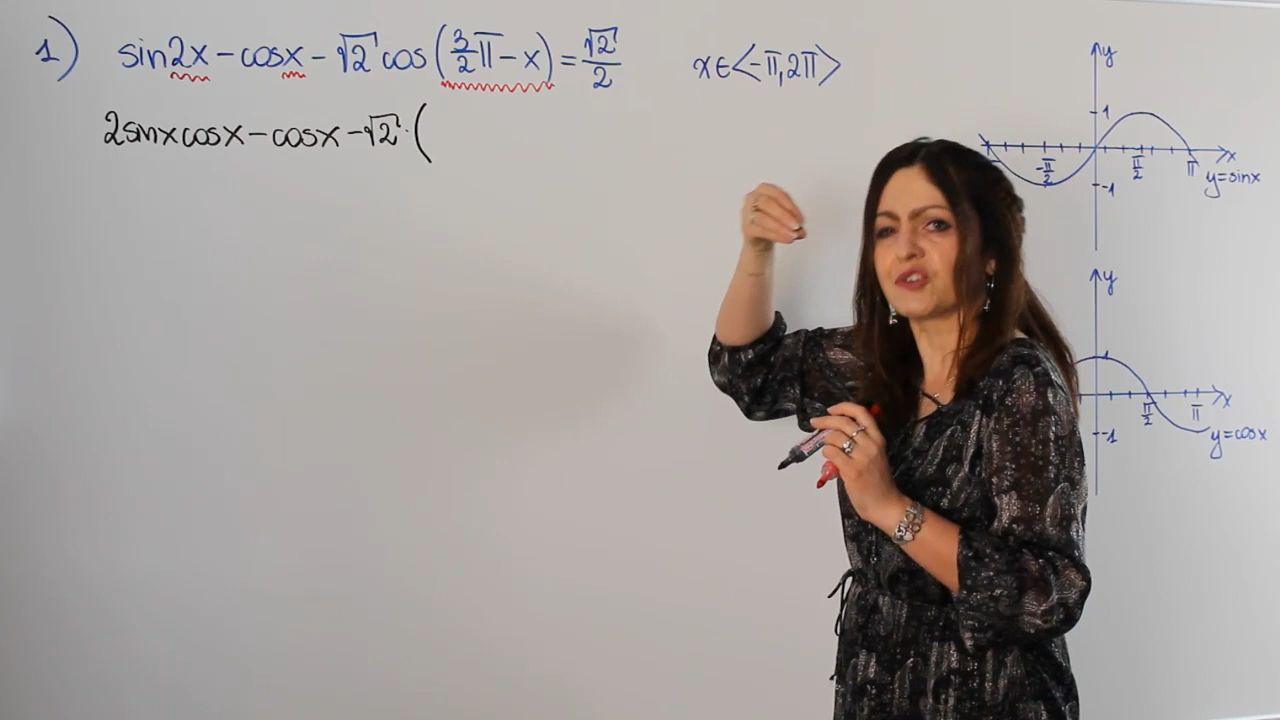 1) sin2x - cosx - √2 cos(3/2 π - x) = √2/2 x∈<-π,2π>
2sinxcosx - cosx - √2·(
y
1
x
-π/2
π/2
π
y=sinx
-1
y
1
x
π/2
π
-1
y=cosx